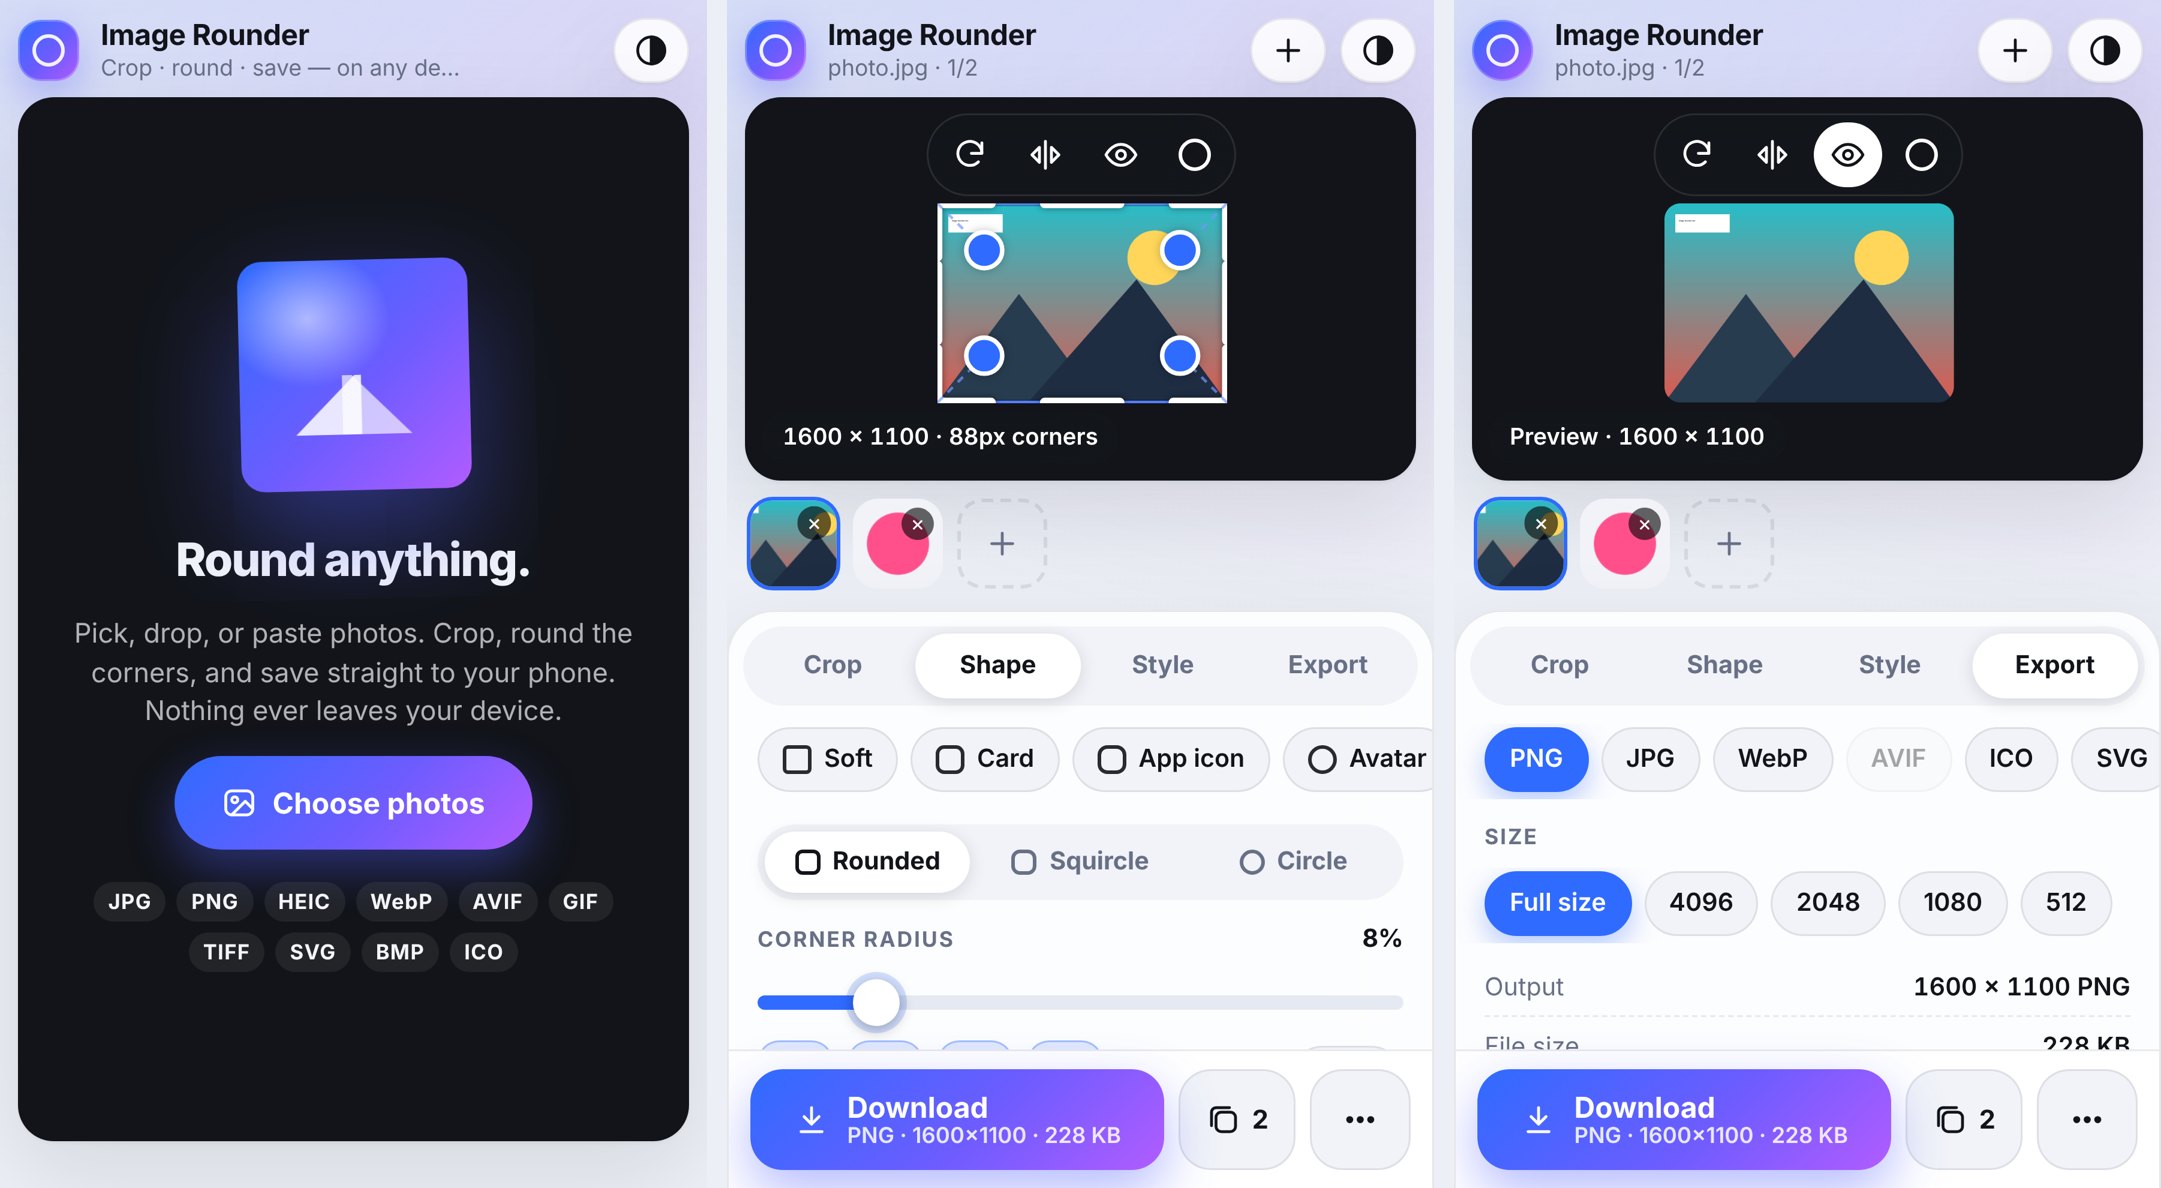 Image Rounder
Crop · round · save — on any de...
Round anything.
Pick, drop, or paste photos. Crop, round the
corners, and save straight to your phone.
Nothing ever leaves your device.
Choose photos
JPG PNG HEIC WebP AVIF GIF
TIFF SVG BMP ICO
Image Rounder
photo.jpg · 1/2
1600 × 1100 · 88px corners
Crop Shape Style Export
Soft Card App icon Avatar
Rounded Squircle Circle
CORNER RADIUS 8%
Download
PNG · 1600×1100 · 228 KB
2
Image Rounder
photo.jpg · 1/2
Preview · 1600 × 1100
Crop Shape Style Export
PNG JPG WebP AVIF ICO SVG
SIZE
Full size 4096 2048 1080 512
Output 1600 × 1100 PNG
File size 228 KB
Download
PNG · 1600×1100 · 228 KB
2